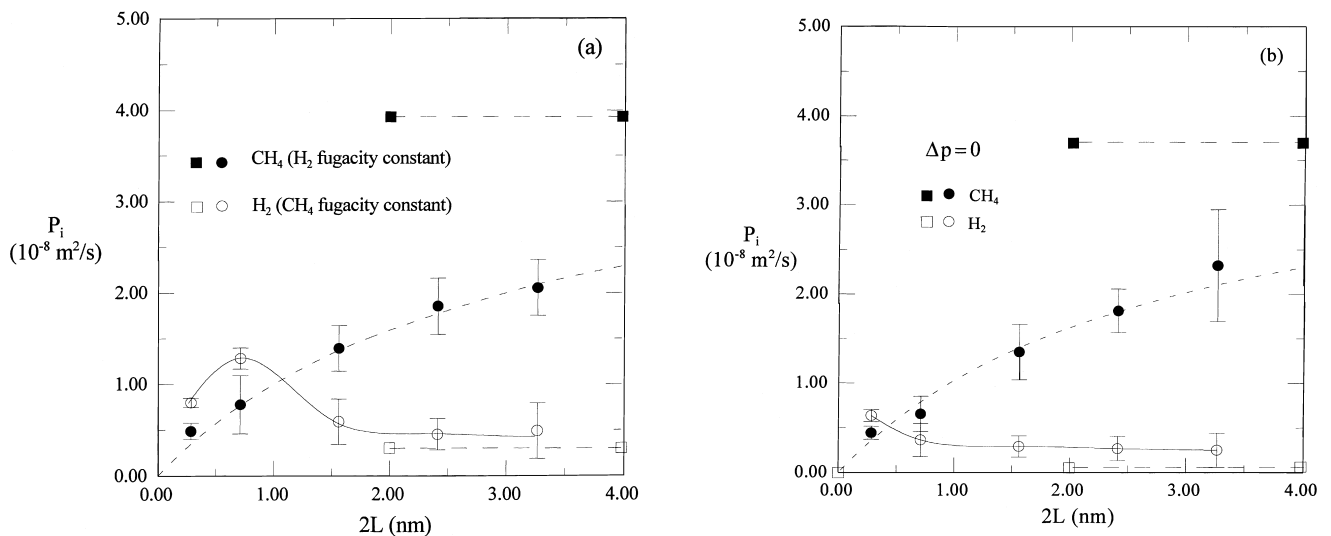 5.00
(a)
4.00
CH₄ (H₂ fugacity constant)
3.00
H₂ (CH₄ fugacity constant)
Pᵢ
(10⁻⁸ m²/s)
2.00
1.00
0.00
0.00 1.00 2.00 3.00 4.00
2L (nm)
5.00
(b)
4.00
Δp = 0
3.00
CH₄
H₂
Pᵢ
(10⁻⁸ m²/s)
2.00
1.00
0.00
0.00 1.00 2.00 3.00 4.00
2L (nm)